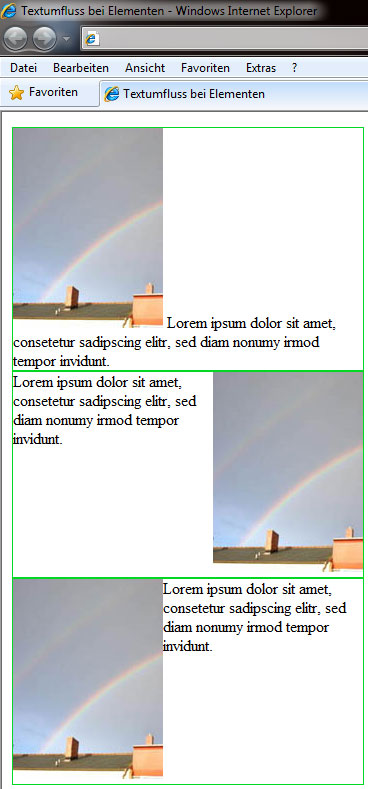 Textumfluss bei Elementen - Windows Internet Explorer
Datei Bearbeiten Ansicht Favoriten Extras ?
Favoriten Textumfluss bei Elementen
Lorem ipsum dolor sit amet,
consetetur sadipscing elitr, sed diam nonumy irmod
tempor invidunt.
Lorem ipsum dolor sit amet,
consetetur sadipscing elitr, sed
diam nonumy irmod tempor
invidunt.
Lorem ipsum dolor sit amet,
consetetur sadipscing elitr, sed
diam nonumy irmod tempor
invidunt.